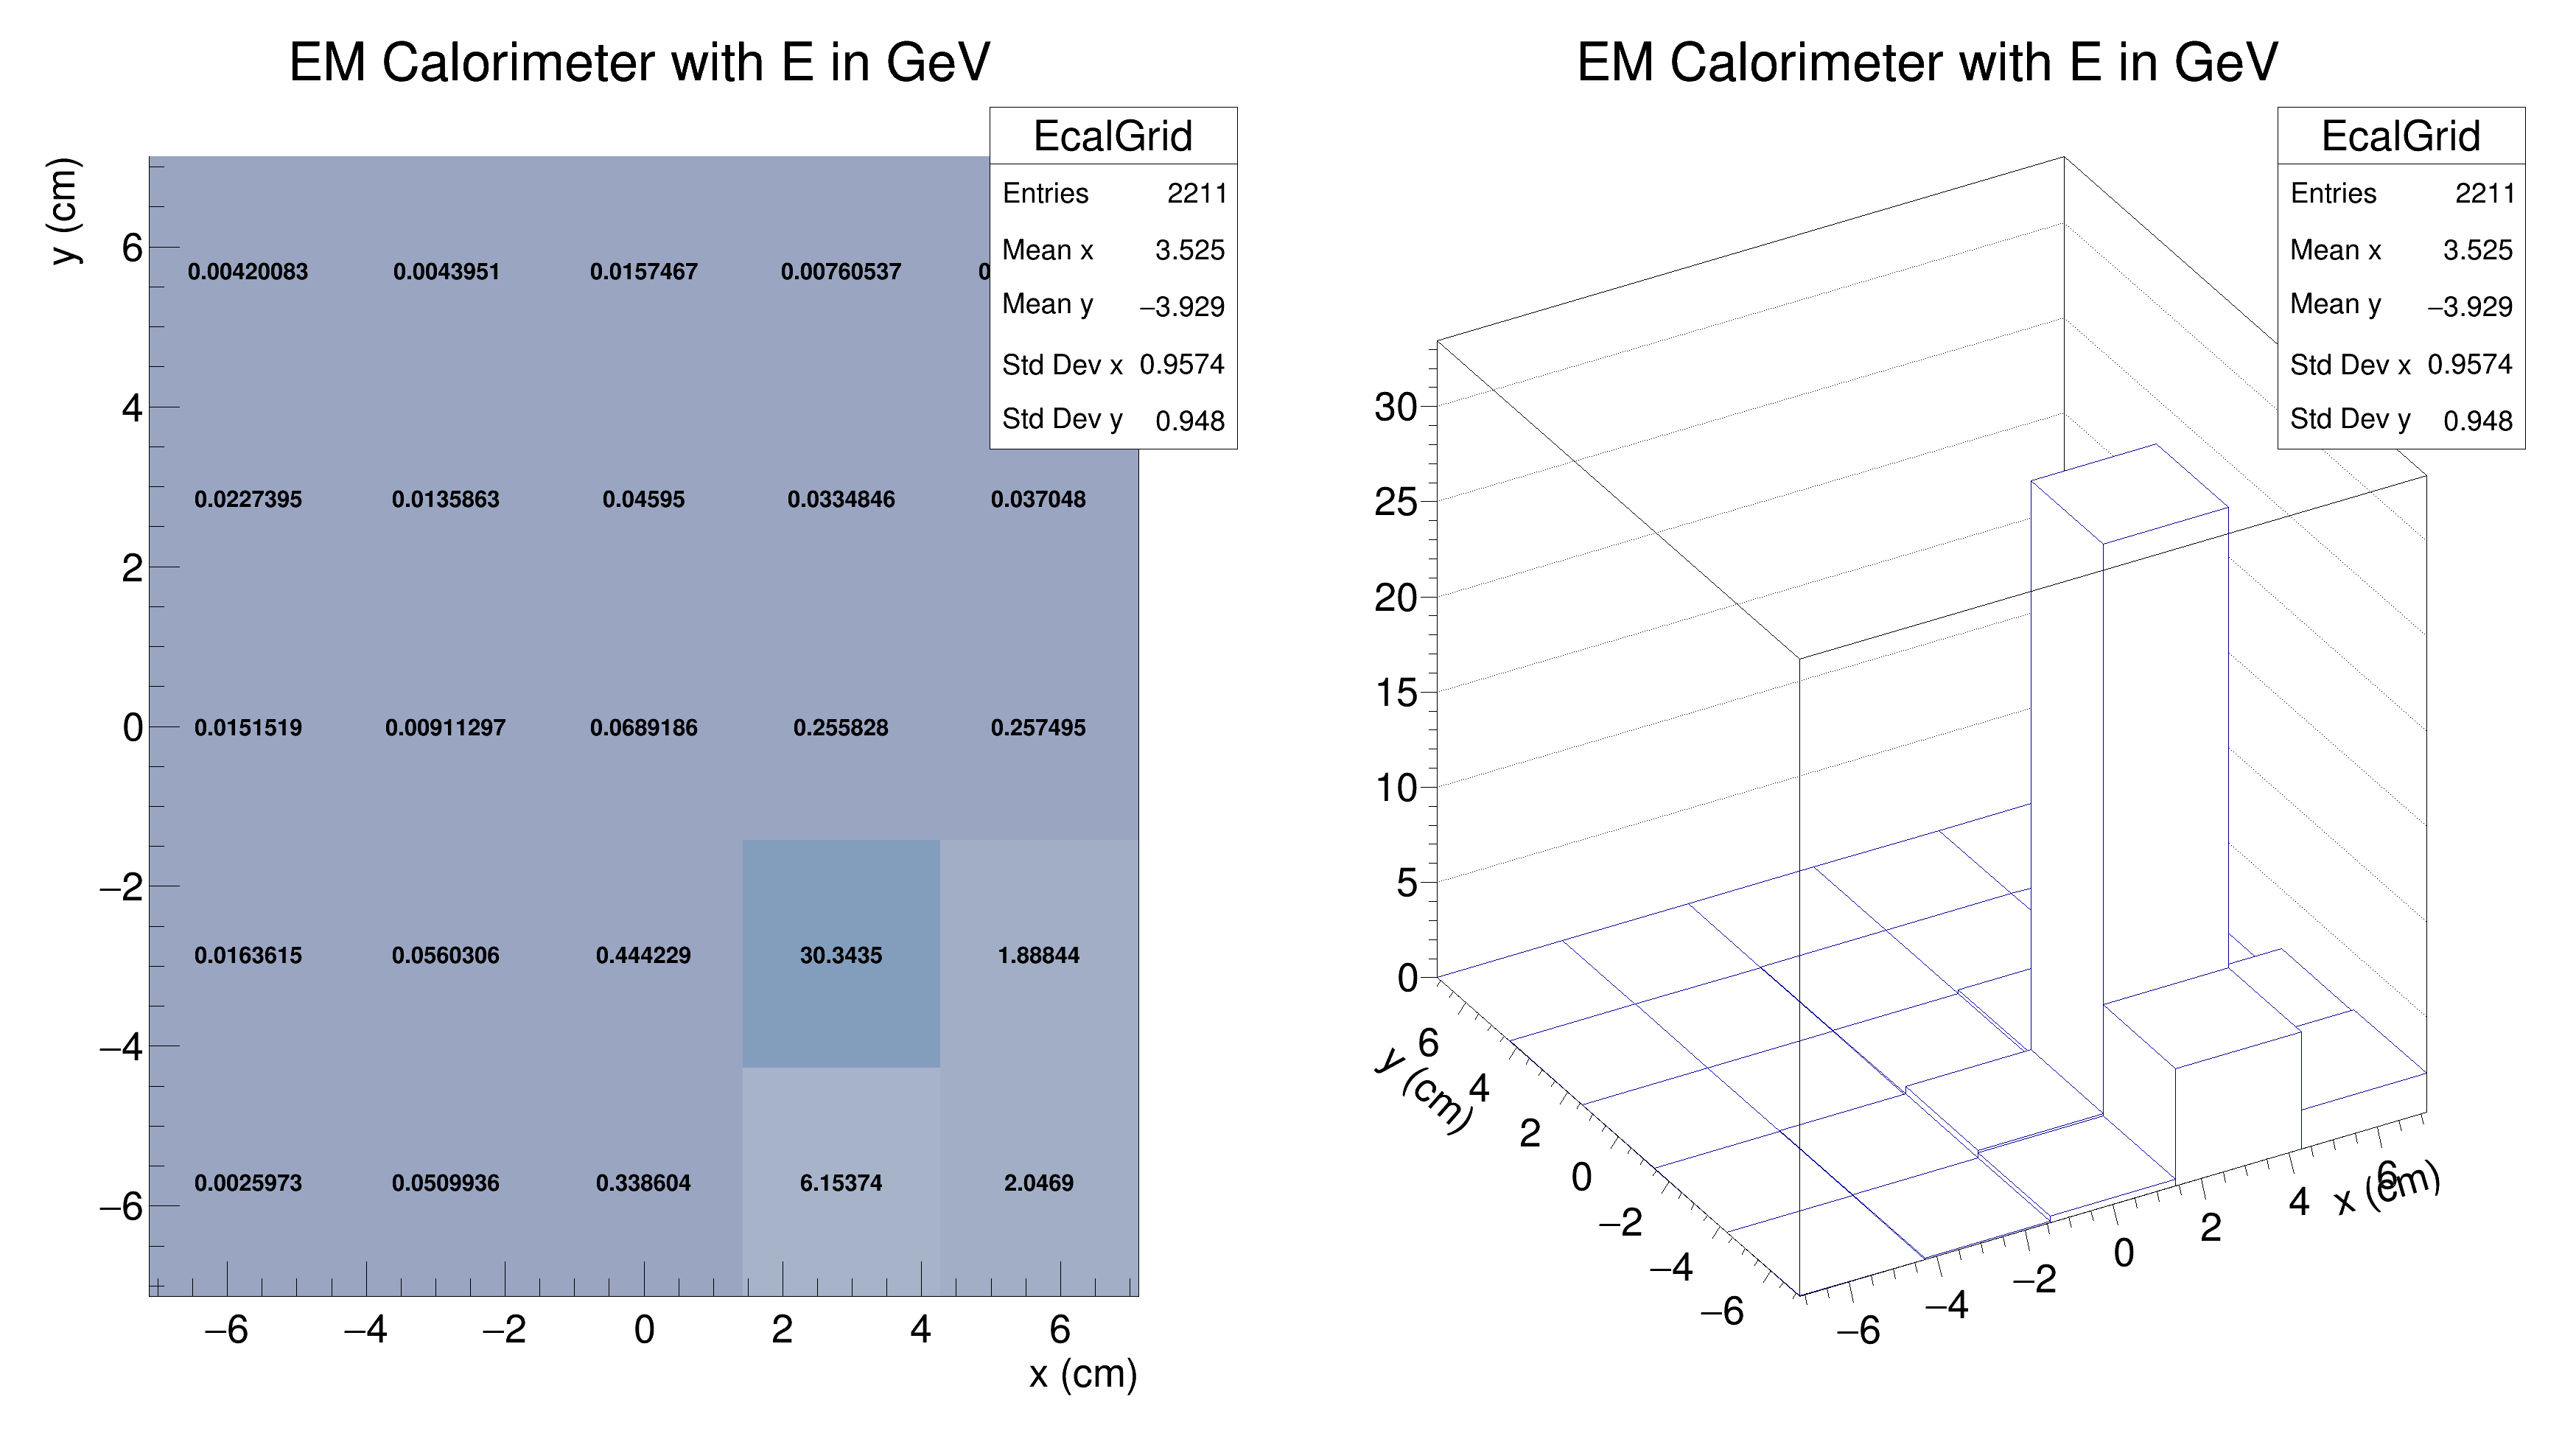 EM Calorimeter with E in GeV
EcalGrid
Entries 2211
Mean x 3.525
Mean y −3.929
Std Dev x 0.9574
Std Dev y 0.948
y (cm)
6
4
2
0
−2
−4
−6
0.00420083 0.0043951 0.0157467 0.00760537
0.0227395 0.0135863 0.04595 0.0334846 0.037048
0.0151519 0.00911297 0.0689186 0.255828 0.257495
0.0163615 0.0560306 0.444229 30.3435 1.88844
0.0025973 0.0509936 0.338604 6.15374 2.0469
−6 −4 −2 0 2 4 6
x (cm)
EM Calorimeter with E in GeV
EcalGrid
Entries 2211
Mean x 3.525
Mean y −3.929
Std Dev x 0.9574
Std Dev y 0.948
30
25
20
15
10
5
0
y (cm)
6
4
2
0
−2
−4
−6
−6
−4
−2
0
2
4
6
x (cm)